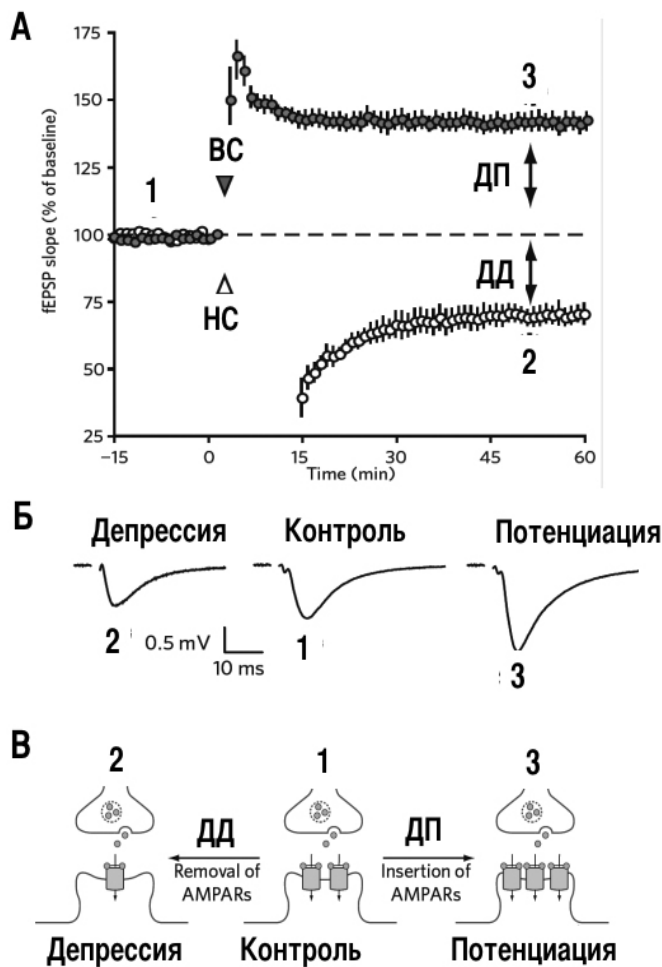 А
175
150
125
100
75
50
25
fEPSP slope (% of baseline)
3
ВС
ДП
1
НС
ДД
2
−15
0
15
30
45
60
Time (min)
Б
Депрессия
Контроль
Потенциация
2
0.5 mV
10 ms
1
3
В
2
1
3
ДД
ДП
Removal of
AMPARs
Insertion of
AMPARs
Депрессия
Контроль
Потенциация